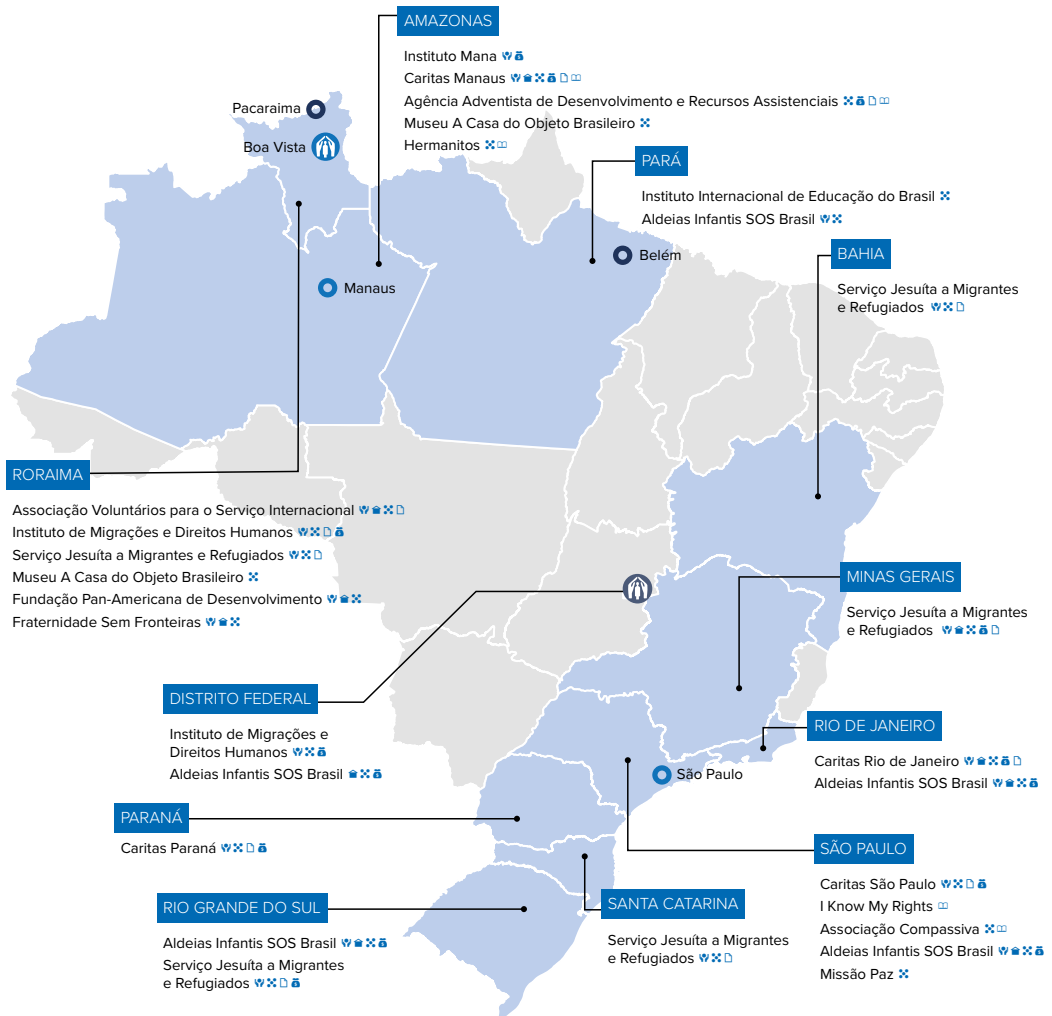 AMAZONAS
Instituto Mana
Caritas Manaus
Agência Adventista de Desenvolvimento e Recursos Assistenciais
Museu A Casa do Objeto Brasileiro
Hermanitos
Pacaraima
Boa Vista
PARÁ
Instituto Internacional de Educação do Brasil
Aldeias Infantis SOS Brasil
Belém
Manaus
BAHIA
Serviço Jesuíta a Migrantes
e Refugiados
RORAIMA
Associação Voluntários para o Serviço Internacional
Instituto de Migrações e Direitos Humanos
Serviço Jesuíta a Migrantes e Refugiados
Museu A Casa do Objeto Brasileiro
Fundação Pan-Americana de Desenvolvimento
Fraternidade Sem Fronteiras
MINAS GERAIS
Serviço Jesuíta a Migrantes
e Refugiados
DISTRITO FEDERAL
Instituto de Migrações e
Direitos Humanos
Aldeias Infantis SOS Brasil
RIO DE JANEIRO
Caritas Rio de Janeiro
Aldeias Infantis SOS Brasil
São Paulo
PARANÁ
Caritas Paraná
SÃO PAULO
Caritas São Paulo
I Know My Rights
Associação Compassiva
Aldeias Infantis SOS Brasil
Missão Paz
RIO GRANDE DO SUL
Aldeias Infantis SOS Brasil
Serviço Jesuíta a Migrantes
e Refugiados
SANTA CATARINA
Serviço Jesuíta a Migrantes
e Refugiados